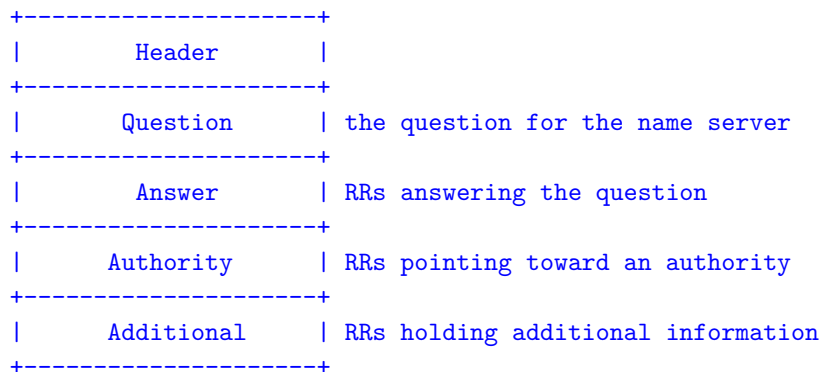 +---------------------+
|        Header       |
+---------------------+
|       Question      | the question for the name server
+---------------------+
|        Answer       | RRs answering the question
+---------------------+
|      Authority      | RRs pointing toward an authority
+---------------------+
|      Additional     | RRs holding additional information
+---------------------+